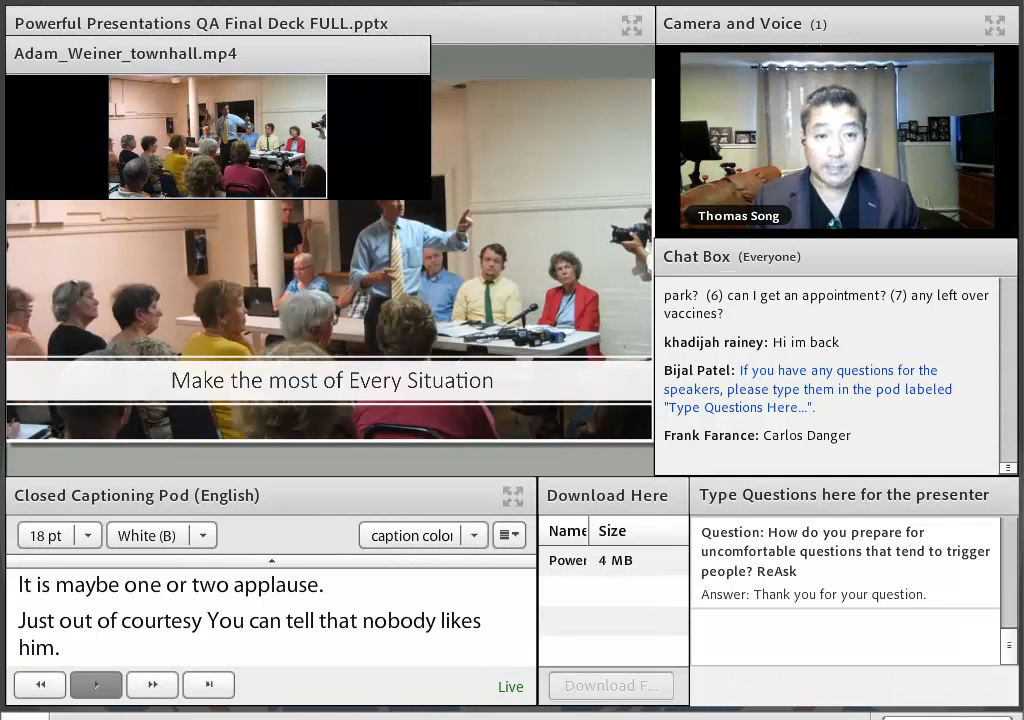 Powerful Presentations QA Final Deck FULL.pptx
Adam_Weiner_townhall.mp4
Make the most of Every Situation
Camera and Voice (1)
Thomas Song
Chat Box (Everyone)
park? (6) can I get an appointment? (7) any left over
vaccines?
khadijah rainey: Hi im back
Bijal Patel: If you have any questions for the
speakers, please type them in the pod labeled
"Type Questions Here...".
Frank Farance: Carlos Danger
Closed Captioning Pod (English)
18 pt
White (B)
caption color
It is maybe one or two applause.
Just out of courtesy You can tell that nobody likes
him.
Live
Download Here
Name
Size
Power
4 MB
Download F...
Type Questions here for the presenter
Question: How do you prepare for
uncomfortable questions that tend to trigger
people? ReAsk
Answer: Thank you for your question.